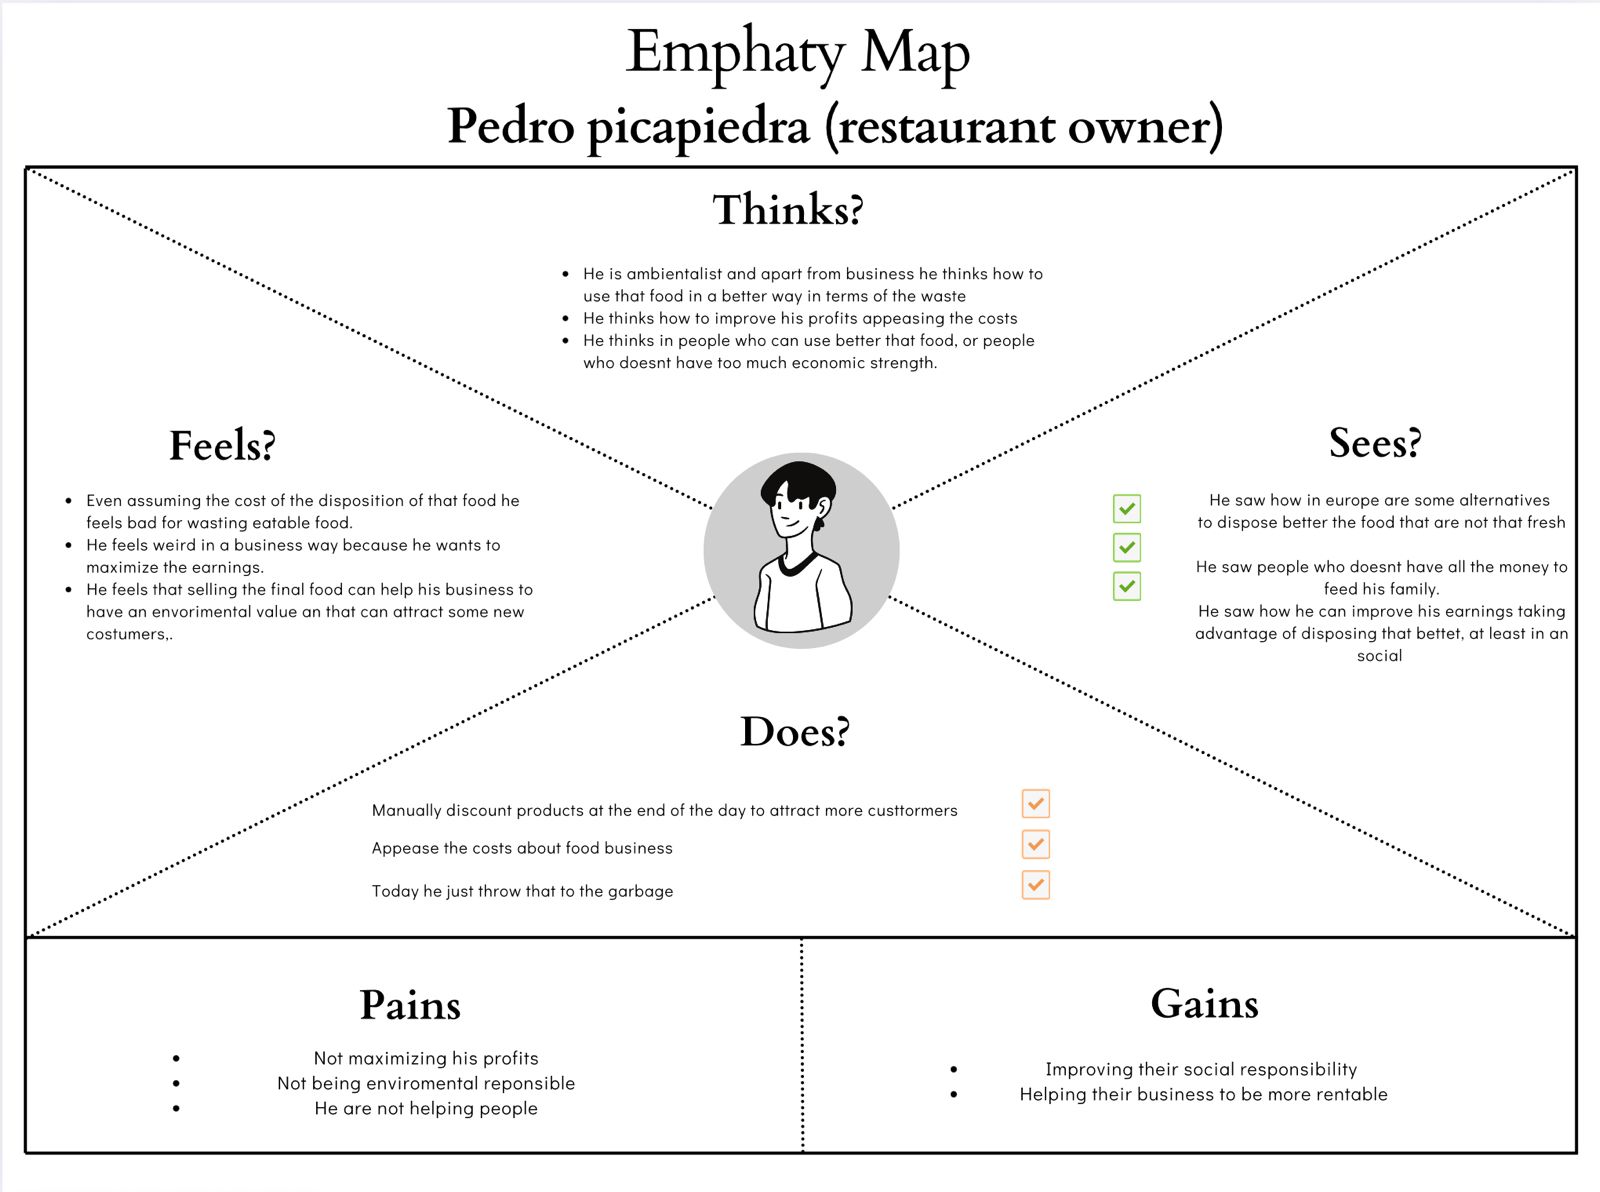 Emphaty Map
Pedro picapiedra (restaurant owner)
Thinks?
He is ambientalist and apart from business he thinks how to
use that food in a better way in terms of the waste
He thinks how to improve his profits appeasing the costs
He thinks in people who can use better that food, or people
who doesnt have too much economic strength.
Feels?
Even assuming the cost of the disposition of that food he
feels bad for wasting eatable food.
He feels weird in a business way because he wants to
maximize the earnings.
He feels that selling the final food can help his business to
have an envorimental value an that can attract some new
costumers,.
Sees?
He saw how in europe are some alternatives
to dispose better the food that are not that fresh
He saw people who doesnt have all the money to
feed his family.
He saw how he can improve his earnings taking
advantage of disposing that bettet, at least in an
social
Does?
Manually discount products at the end of the day to attract more custtormers
Appease the costs about food business
Today he just throw that to the garbage
Pains
Not maximizing his profits
Not being enviromental reponsible
He are not helping people
Gains
Improving their social responsibility
Helping their business to be more rentable